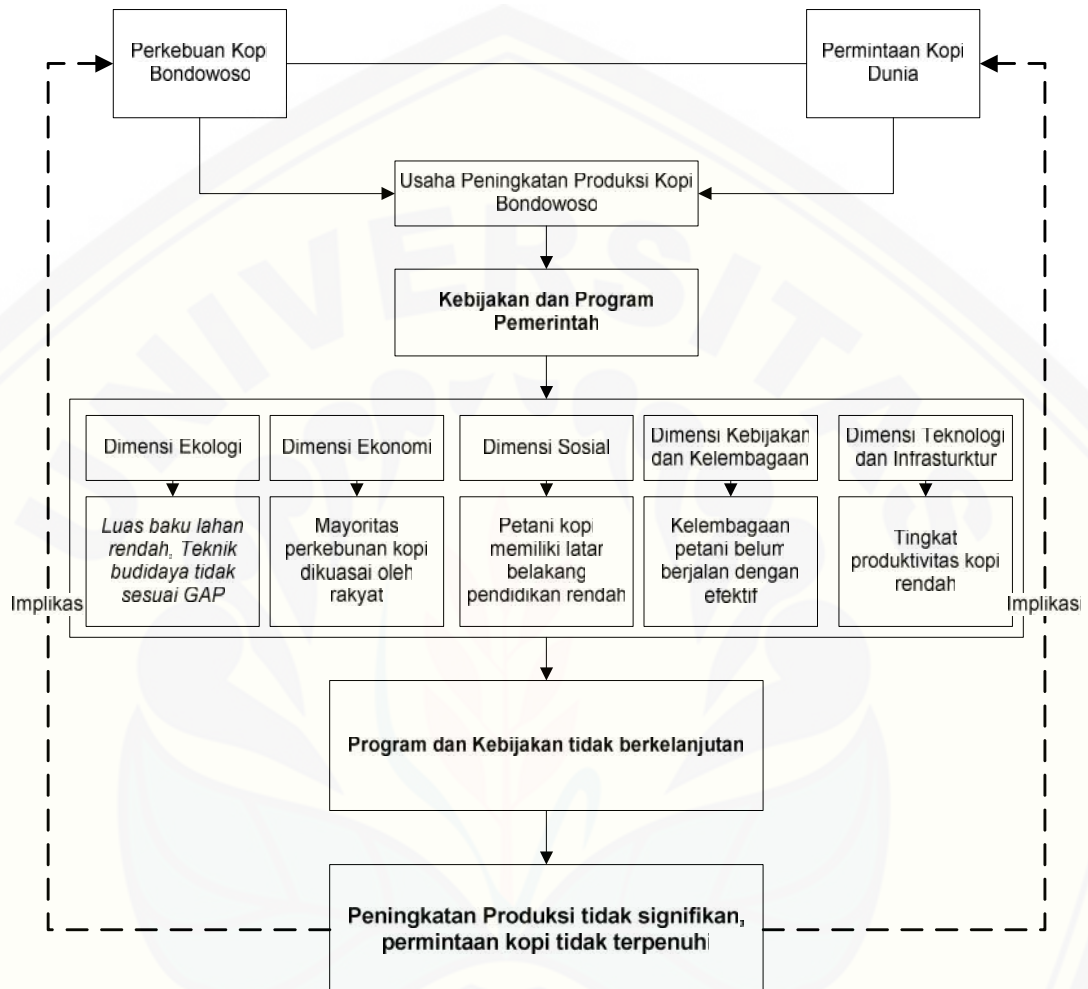 Perkebuan Kopi
Bondowoso
Permintaan Kopi
Dunia
Usaha Peningkatan Produksi Kopi
Bondowoso
Kebijakan dan Program
Pemerintah
Dimensi Ekologi
Dimensi Ekonomi
Dimensi Sosial
Dimensi Kebijakan
dan Kelembagaan
Dimensi Teknologi
dan Infrasturktur
Luas baku lahan
rendah, Teknik
budidaya tidak
sesuai GAP
Mayoritas
perkebunan kopi
dikuasai oleh
rakyat
Petani kopi
memiliki latar
belakang
pendidikan rendah
Kelembagaan
petani belum
berjalan dengan
efektif
Tingkat
produktivitas kopi
rendah
Implikas
Implikasi
Program dan Kebijakan tidak berkelanjutan
Peningkatan Produksi tidak signifikan,
permintaan kopi tidak terpenuhi
UNIVERSITAS